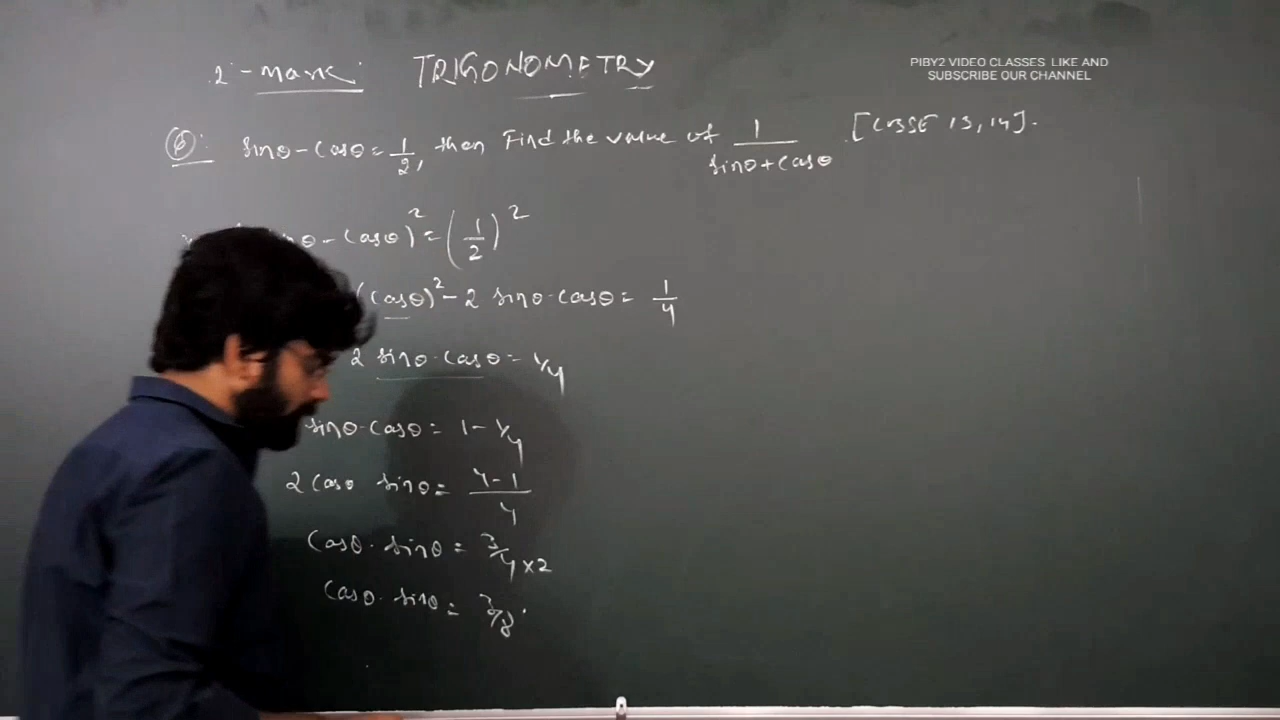 2 - mark TRIGONOMETRY
PIBY2 VIDEO CLASSES LIKE AND
SUBSCRIBE OUR CHANNEL
⑥: sinθ - cosθ = 1/2, then Find the value of 1/(sinθ + cosθ) [CBSE 13, 14].
θ - cosθ)² = (1/2)²
(cosθ)² - 2 sinθ·cosθ = 1/4
2 sinθ·cosθ = 1/4
sinθ·cosθ = 1 - 1/4
2 cosθ sinθ = (4 - 1)/4
cosθ·sinθ = 3/4×2
cosθ·sinθ = 3/8.